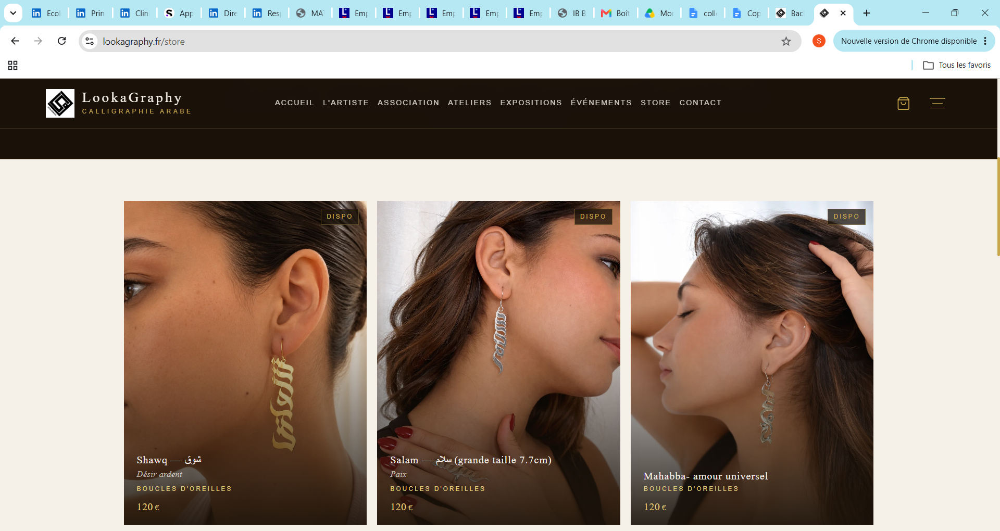 Ecol
Prin
Clin
App
Dire
Res
MA
Emp
Emp
Emp
Emp
Emp
IB B
Boît
Mon
colle
Cop
Bac
lookagraphy.fr/store
S
Nouvelle version de Chrome disponible
Tous les favoris
LookaGraphy
CALLIGRAPHIE ARABE
ACCUEIL L'ARTISTE ASSOCIATION ATELIERS EXPOSITIONS ÉVÉNEMENTS STORE CONTACT
DISPO
Shawq — شوق
Désir ardent
BOUCLES D'OREILLES
120 €
DISPO
Salam — سلام (grande taille 7.7cm)
Paix
BOUCLES D'OREILLES
120 €
DISPO
Mahabba- amour universel
BOUCLES D'OREILLES
120 €